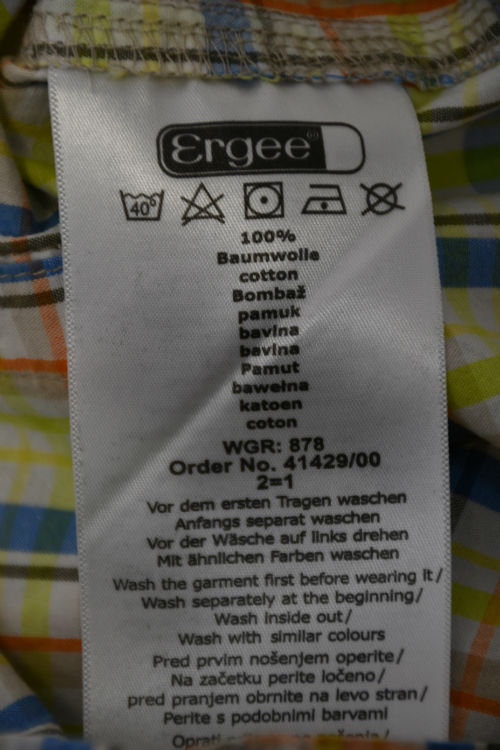 Ergee®
40°
100%
Baumwolle
cotton
Bombaž
pamuk
bavlna
bavlna
Pamut
bawełna
katoen
coton
WGR: 878
Order No. 41429/00
2=1
Vor dem ersten Tragen waschen
Anfangs separat waschen
Vor der Wäsche auf links drehen
Mit ähnlichen Farben waschen
Wash the garment first before wearing it/
Wash separately at the beginning/
Wash inside out/
Wash with similar colours
Pred prvim nošenjem operite/
Na začetku perite ločeno/
pred pranjem obrnite na levo stran/
Perite s podobnimi barvami